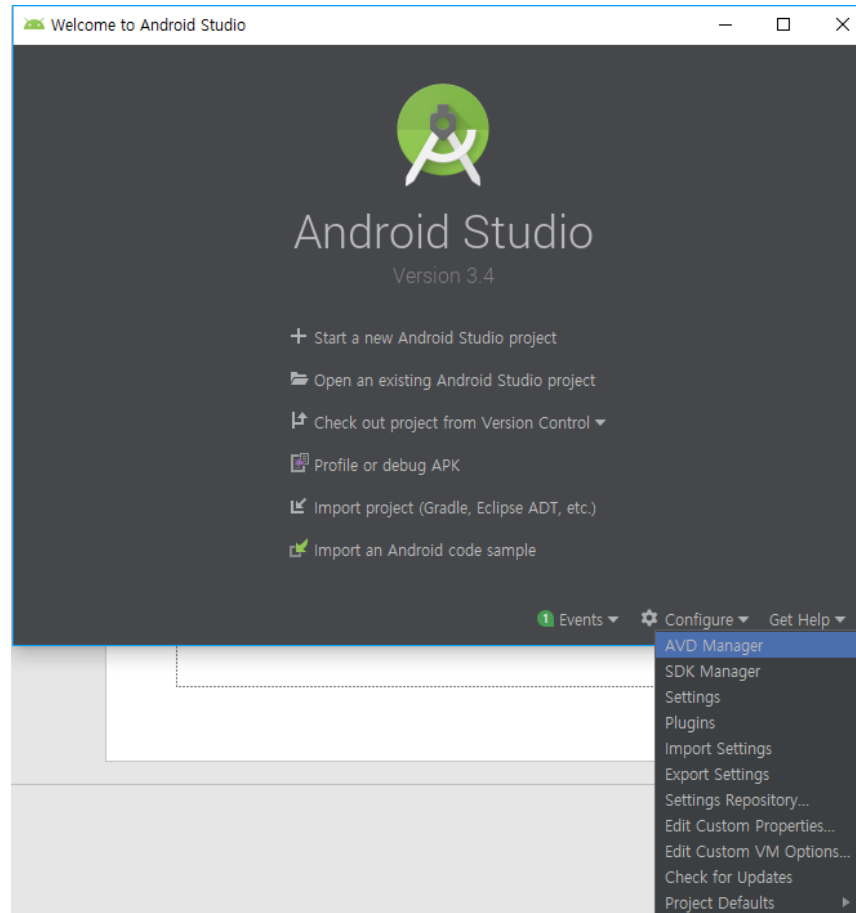 Welcome to Android Studio
Android Studio
Version 3.4
Start a new Android Studio project
Open an existing Android Studio project
Check out project from Version Control
Profile or debug APK
Import project (Gradle, Eclipse ADT, etc.)
Import an Android code sample
1 Events Configure Get Help
AVD Manager
SDK Manager
Settings
Plugins
Import Settings
Export Settings
Settings Repository...
Edit Custom Properties...
Edit Custom VM Options...
Check for Updates
Project Defaults